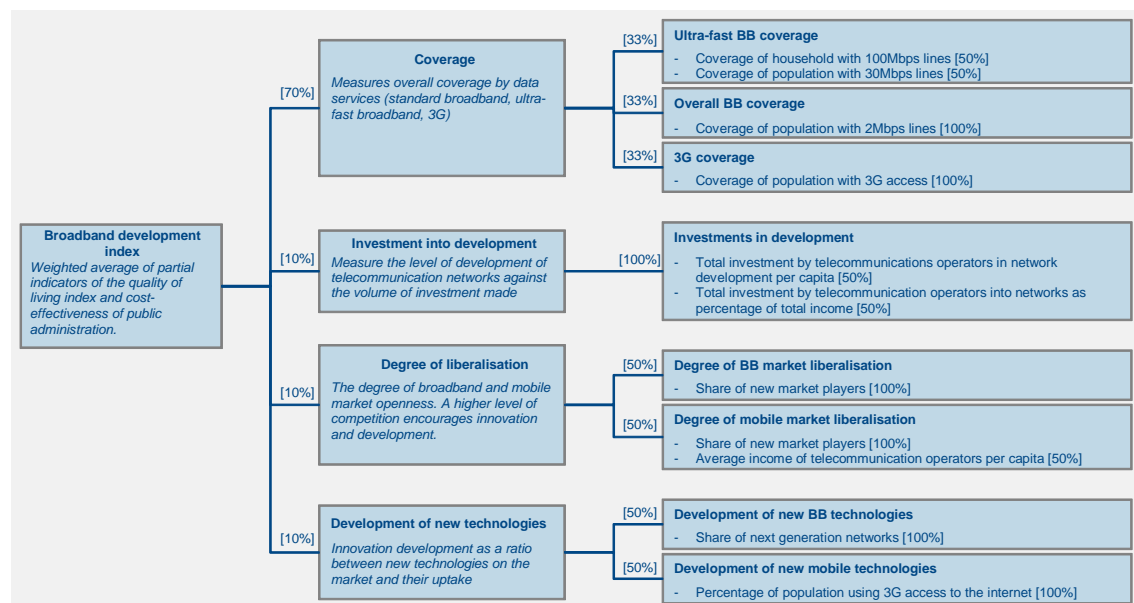 Broadband development
index
Weighted average of partial
indicators of the quality of
living index and cost-
effectiveness of public
administration.
[70%]
Coverage
Measures overall coverage by data
services (standard broadband, ultra-
fast broadband, 3G)
[33%]
Ultra-fast BB coverage
- Coverage of household with 100Mbps lines [50%]
- Coverage of population with 30Mbps lines [50%]
[33%]
Overall BB coverage
- Coverage of population with 2Mbps lines [100%]
[33%]
3G coverage
- Coverage of population with 3G access [100%]
[10%]
Investment into development
Measure the level of development of
telecommunication networks against
the volume of investment made
[100%]
Investments in development
- Total investment by telecommunications operators in network
development per capita [50%]
- Total investment by telecommunication operators into networks as
percentage of total income [50%]
[10%]
Degree of liberalisation
The degree of broadband and mobile
market openness. A higher level of
competition encourages innovation
and development.
[50%]
Degree of BB market liberalisation
- Share of new market players [100%]
[50%]
Degree of mobile market liberalisation
- Share of new market players [100%]
- Average income of telecommunication operators per capita [50%]
[10%]
Development of new technologies
Innovation development as a ratio
between new technologies on the
market and their uptake
[50%]
Development of new BB technologies
- Share of next generation networks [100%]
[50%]
Development of new mobile technologies
- Percentage of population using 3G access to the internet [100%]